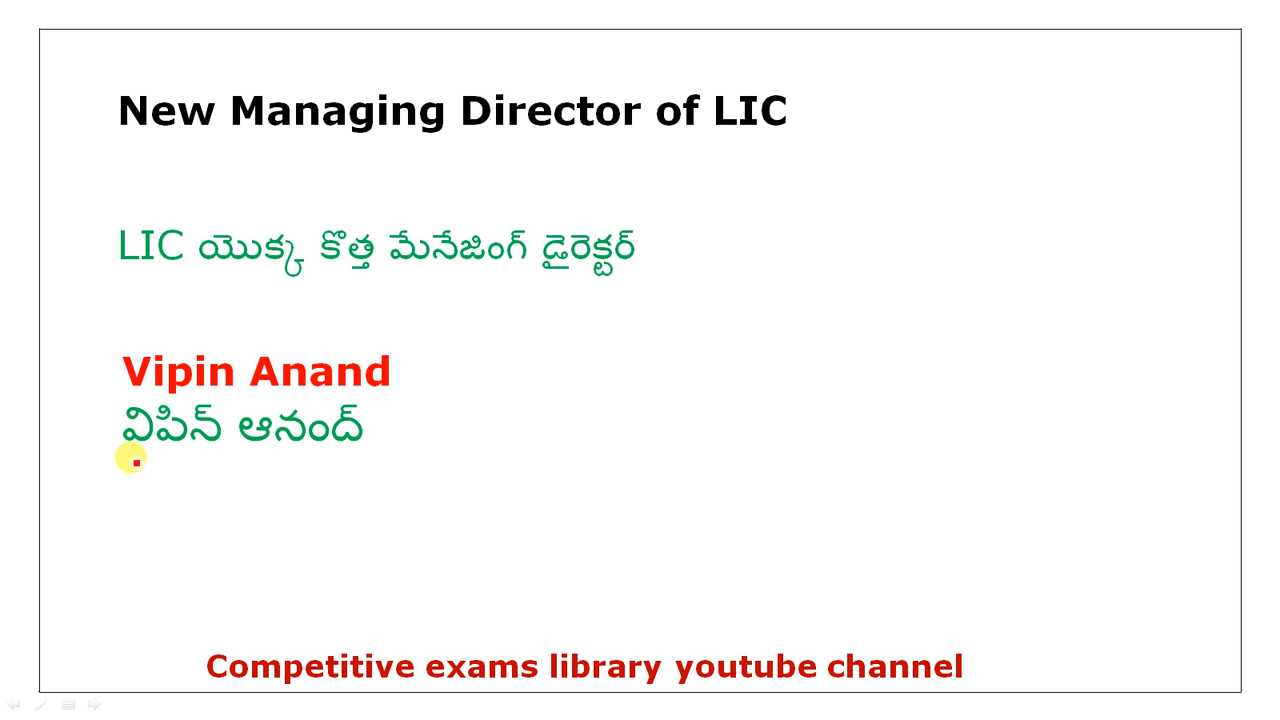 New Managing Director of LIC
LIC యొక్క కొత్త మేనేజింగ్ డైరెక్టర్
Vipin Anand
విపిన్ ఆనంద్
Competitive exams library youtube channel